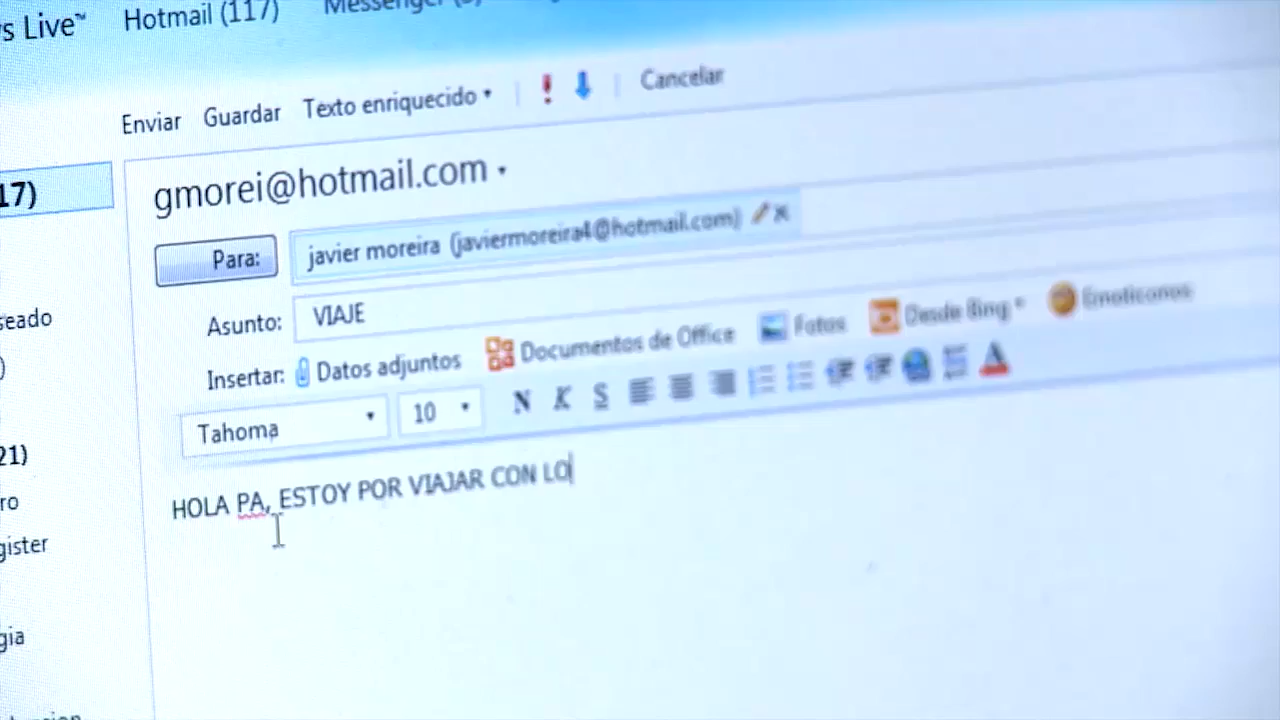 s Live™ Hotmail (117) Messenger
Enviar Guardar Texto enriquecido Cancelar
17)
gmorei@hotmail.com
Para: javier moreira (javiermoreira4@hotmail.com)
Asunto: VIAJE
seado
Insertar: Datos adjuntos Documentos de Office Fotos Desde Bing Emoticonos
)
Tahoma 10 N K S A
21)
HOLA PA, ESTOY POR VIAJAR CON LO
ro
gister
gia